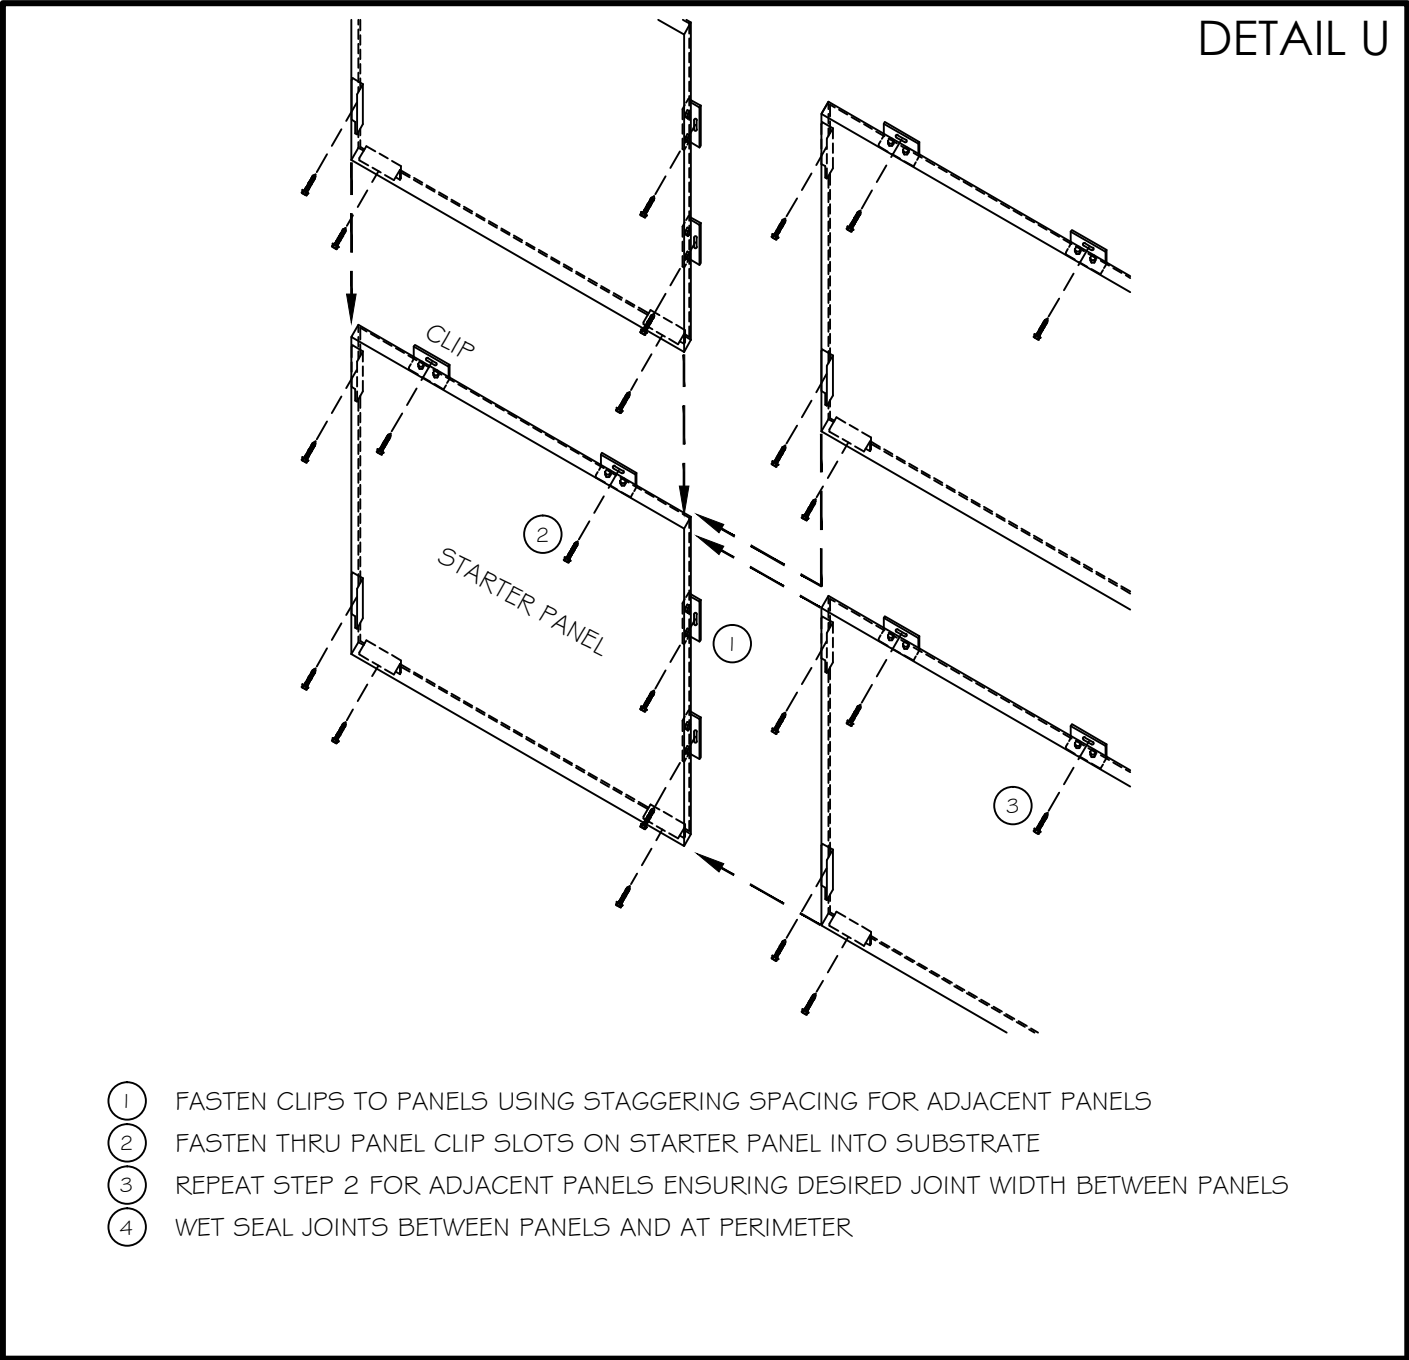 DETAIL U
CLIP
2
STARTER PANEL
1
3
1 FASTEN CLIPS TO PANELS USING STAGGERING SPACING FOR ADJACENT PANELS
2 FASTEN THRU PANEL CLIP SLOTS ON STARTER PANEL INTO SUBSTRATE
3 REPEAT STEP 2 FOR ADJACENT PANELS ENSURING DESIRED JOINT WIDTH BETWEEN PANELS
4 WET SEAL JOINTS BETWEEN PANELS AND AT PERIMETER